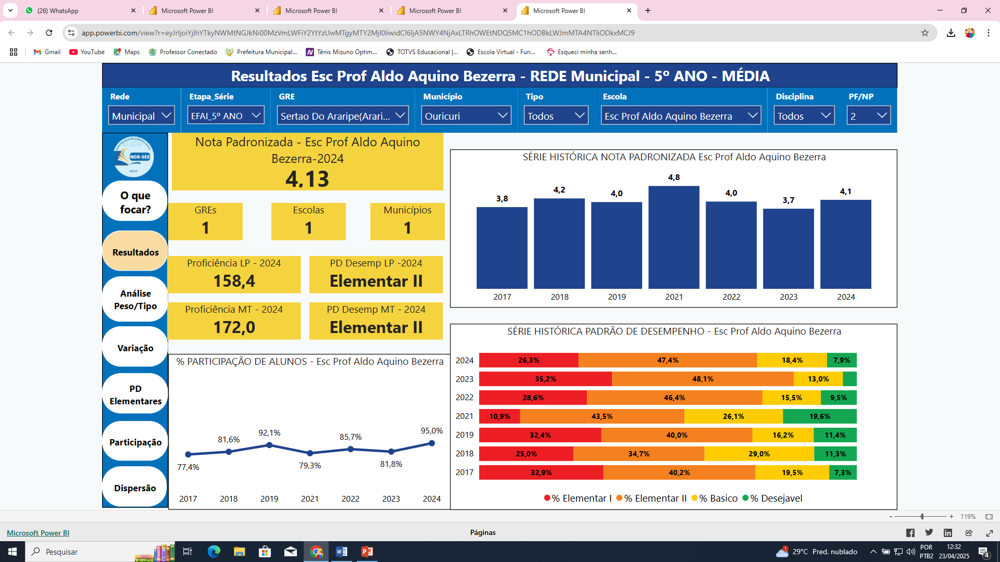 (26) WhatsApp
Microsoft Power BI
Microsoft Power BI
Microsoft Power BI
Microsoft Power BI
Gmail
YouTube
Maps
Professor Conectado
Prefeitura Municipal...
Tênis Mizuno Optim...
TOTVS Educacional |...
Escola Virtual - Fun...
Esqueci minha senh...
Resultados Esc Prof Aldo Aquino Bezerra - REDE Municipal - 5º ANO - MÉDIA
Rede
Etapa_Série
GRE
Município
Tipo
Escola
Disciplina
PF/NP
Municipal
EFAI_5º ANO
Sertao Do Araripe(Arari...
Ouricuri
Todos
Esc Prof Aldo Aquino Bezerra
Todos
2
NGR-SEE
SEGPR
O que
focar?
Resultados
Análise
Peso/Tipo
Variação
PD
Elementares
Participação
Dispersão
Nota Padronizada - Esc Prof Aldo Aquino
Bezerra-2024
4,13
GREs
1
Escolas
1
Municípios
1
Proficiência LP - 2024
158,4
PD Desemp LP -2024
Elementar II
Proficiência MT - 2024
172,0
PD Desemp MT - 2024
Elementar II
% PARTICIPAÇÃO DE ALUNOS - Esc Prof Aldo Aquino Bezerra
77,4%
81,6%
92,1%
79,3%
85,7%
81,8%
95,0%
2017
2018
2019
2021
2022
2023
2024
SÉRIE HISTÓRICA NOTA PADRONIZADA Esc Prof Aldo Aquino Bezerra
3,8
4,2
4,0
4,8
4,0
3,7
4,1
2017
2018
2019
2021
2022
2023
2024
SÉRIE HISTÓRICA PADRÃO DE DESEMPENHO - Esc Prof Aldo Aquino Bezerra
2024 26,3% 47,4% 18,4% 7,9%
2023 35,2% 48,1% 13,0%
2022 28,6% 46,4% 15,5% 9,5%
2021 10,9% 43,5% 26,1% 19,6%
2019 32,4% 40,0% 16,2% 11,4%
2018 25,0% 34,7% 29,0% 11,3%
2017 32,9% 40,2% 19,5% 7,3%
% Elementar I % Elementar II % Basico % Desejavel
- + 119%
Microsoft Power BI
Páginas
Pesquisar
1
29°C Pred. nublado
POR
PTB2
12:32
23/04/2025
4